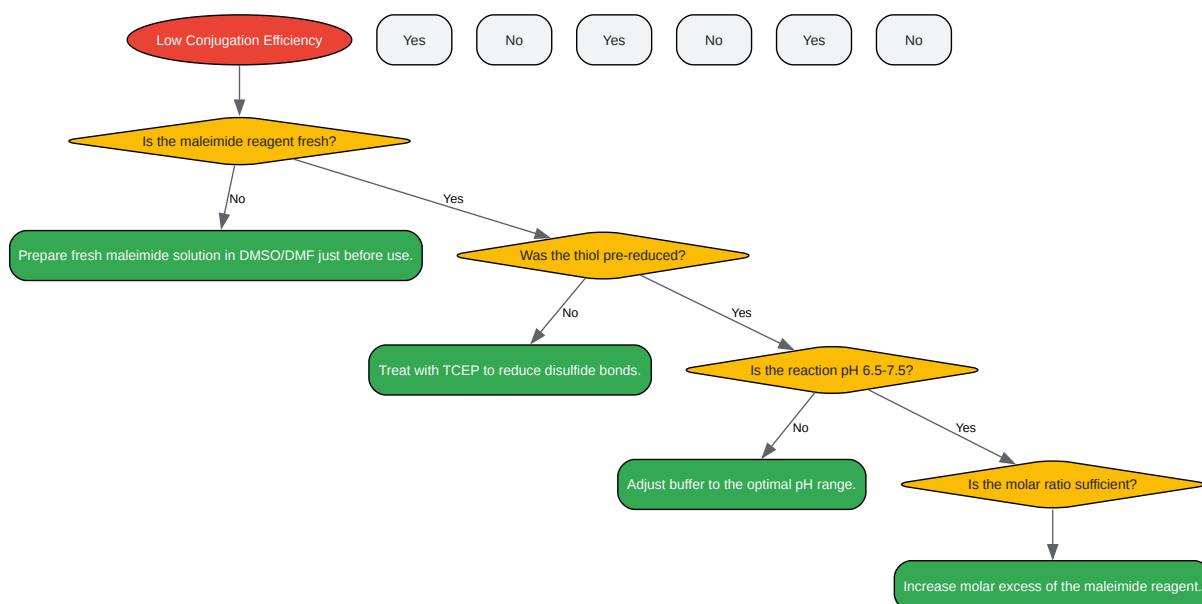 Low Conjugation Efficiency
Yes
No
Yes
No
Yes
No
Is the maleimide reagent fresh?
No
Yes
Prepare fresh maleimide solution in DMSO/DMF just before use.
Was the thiol pre-reduced?
No
Yes
Treat with TCEP to reduce disulfide bonds.
Is the reaction pH 6.5-7.5?
No
Yes
Adjust buffer to the optimal pH range.
Is the molar ratio sufficient?
Increase molar excess of the maleimide reagent.